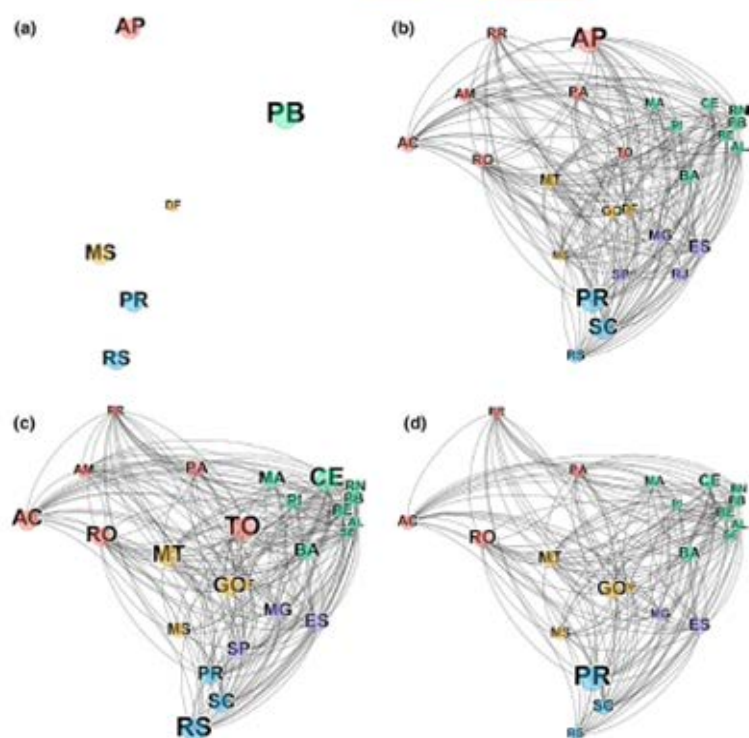 (a)
AP
PB
DF
MS
PR
RS
(b)
RR
AP
AM
PA
MA
CE
RN
PB
PE
AL
PI
AC
RO
TO
MT
BA
GO
DF
MG
ES
MS
SP
RJ
PR
SC
RS
(c)
RR
AM
PA
MA
CE
RN
PB
PE
AL
SE
PI
AC
RO
TO
MT
BA
GO
MG
ES
MS
SP
PR
SC
RS
(d)
RR
PA
MA
CE
RN
PB
PE
AL
SE
PI
AC
RO
MT
BA
GO
MG
ES
MS
PR
SC
RS